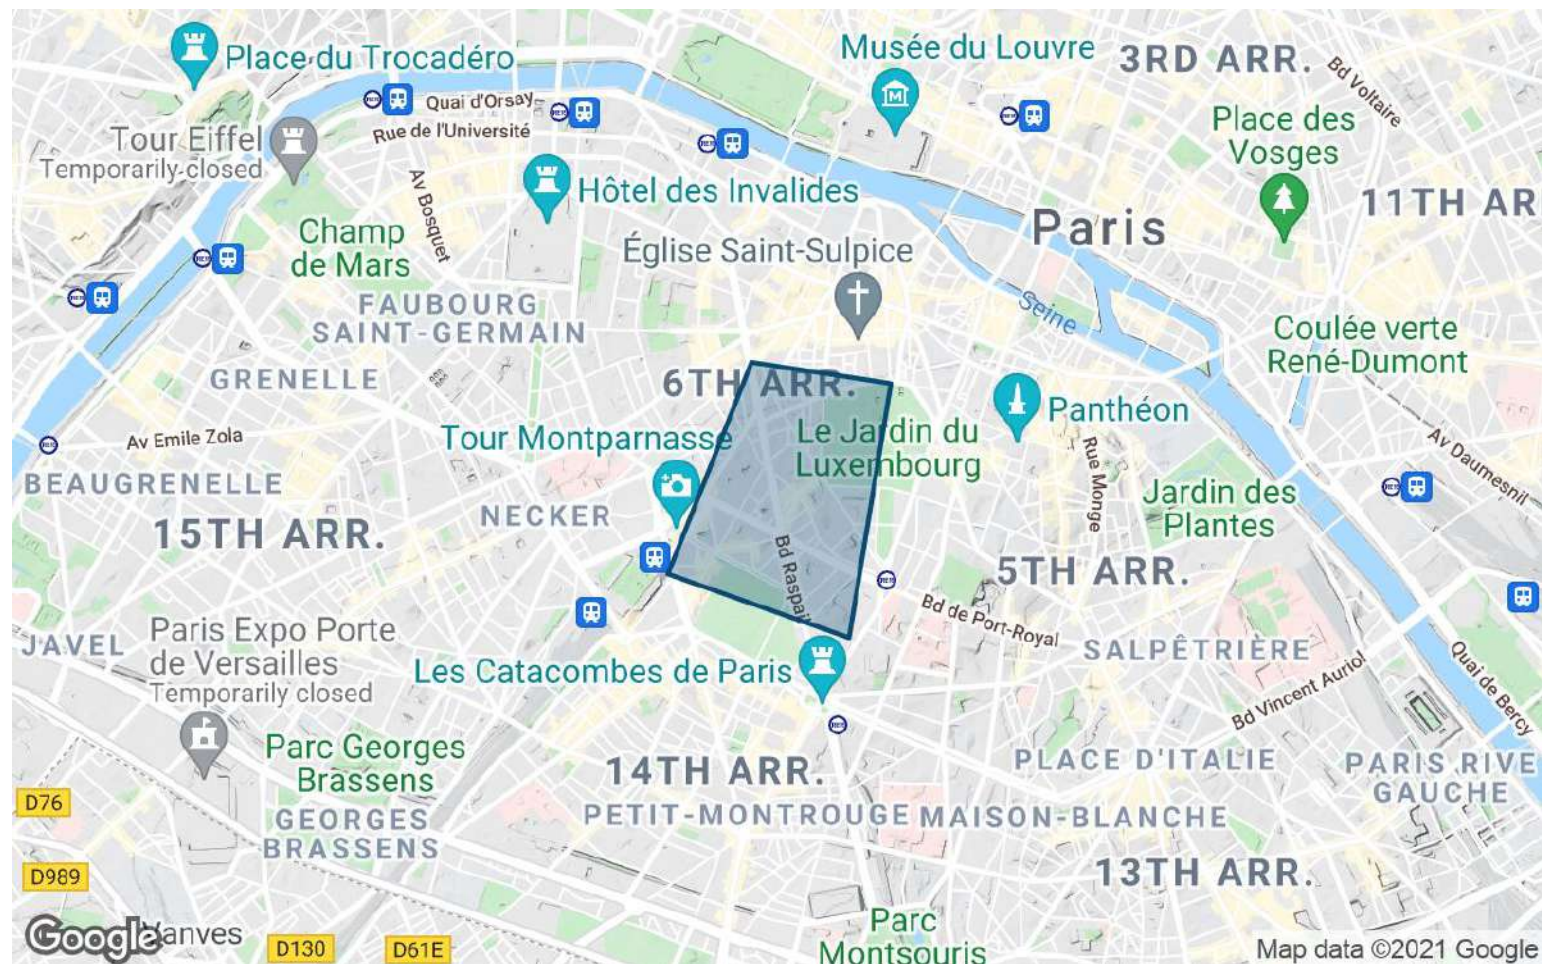 Place du Trocadéro
Musée du Louvre
3RD ARR.
Bd Voltaire
Quai d'Orsay
Rue de l'Université
Tour Eiffel
Temporarily closed
Place des
Vosges
Av Bosquet
Hôtel des Invalides
11TH AR
Champ
de Mars
Église Saint-Sulpice
Paris
FAUBOURG
SAINT-GERMAIN
Seine
Coulée verte
René-Dumont
GRENELLE
6TH ARR.
Panthéon
Av Emile Zola
Tour Montparnasse
Le Jardin du
Luxembourg
Rue Monge
Av Daumesnil
BEAUGRENELLE
NECKER
Jardin des
Plantes
15TH ARR.
Bd Raspail
5TH ARR.
Bd de Port-Royal
JAVEL
Paris Expo Porte
de Versailles
Temporarily closed
Les Catacombes de Paris
SALPÊTRIÈRE
Bd Vincent Auriol
Quai de Bercy
Parc Georges
Brassens
14TH ARR.
PLACE D'ITALIE
PARIS RIVE
GAUCHE
D76
GEORGES
BRASSENS
PETIT-MONTROUGE
MAISON-BLANCHE
D989
13TH ARR.
Google
anves
D130
D61E
Parc
Montsouris
Map data ©2021 Google